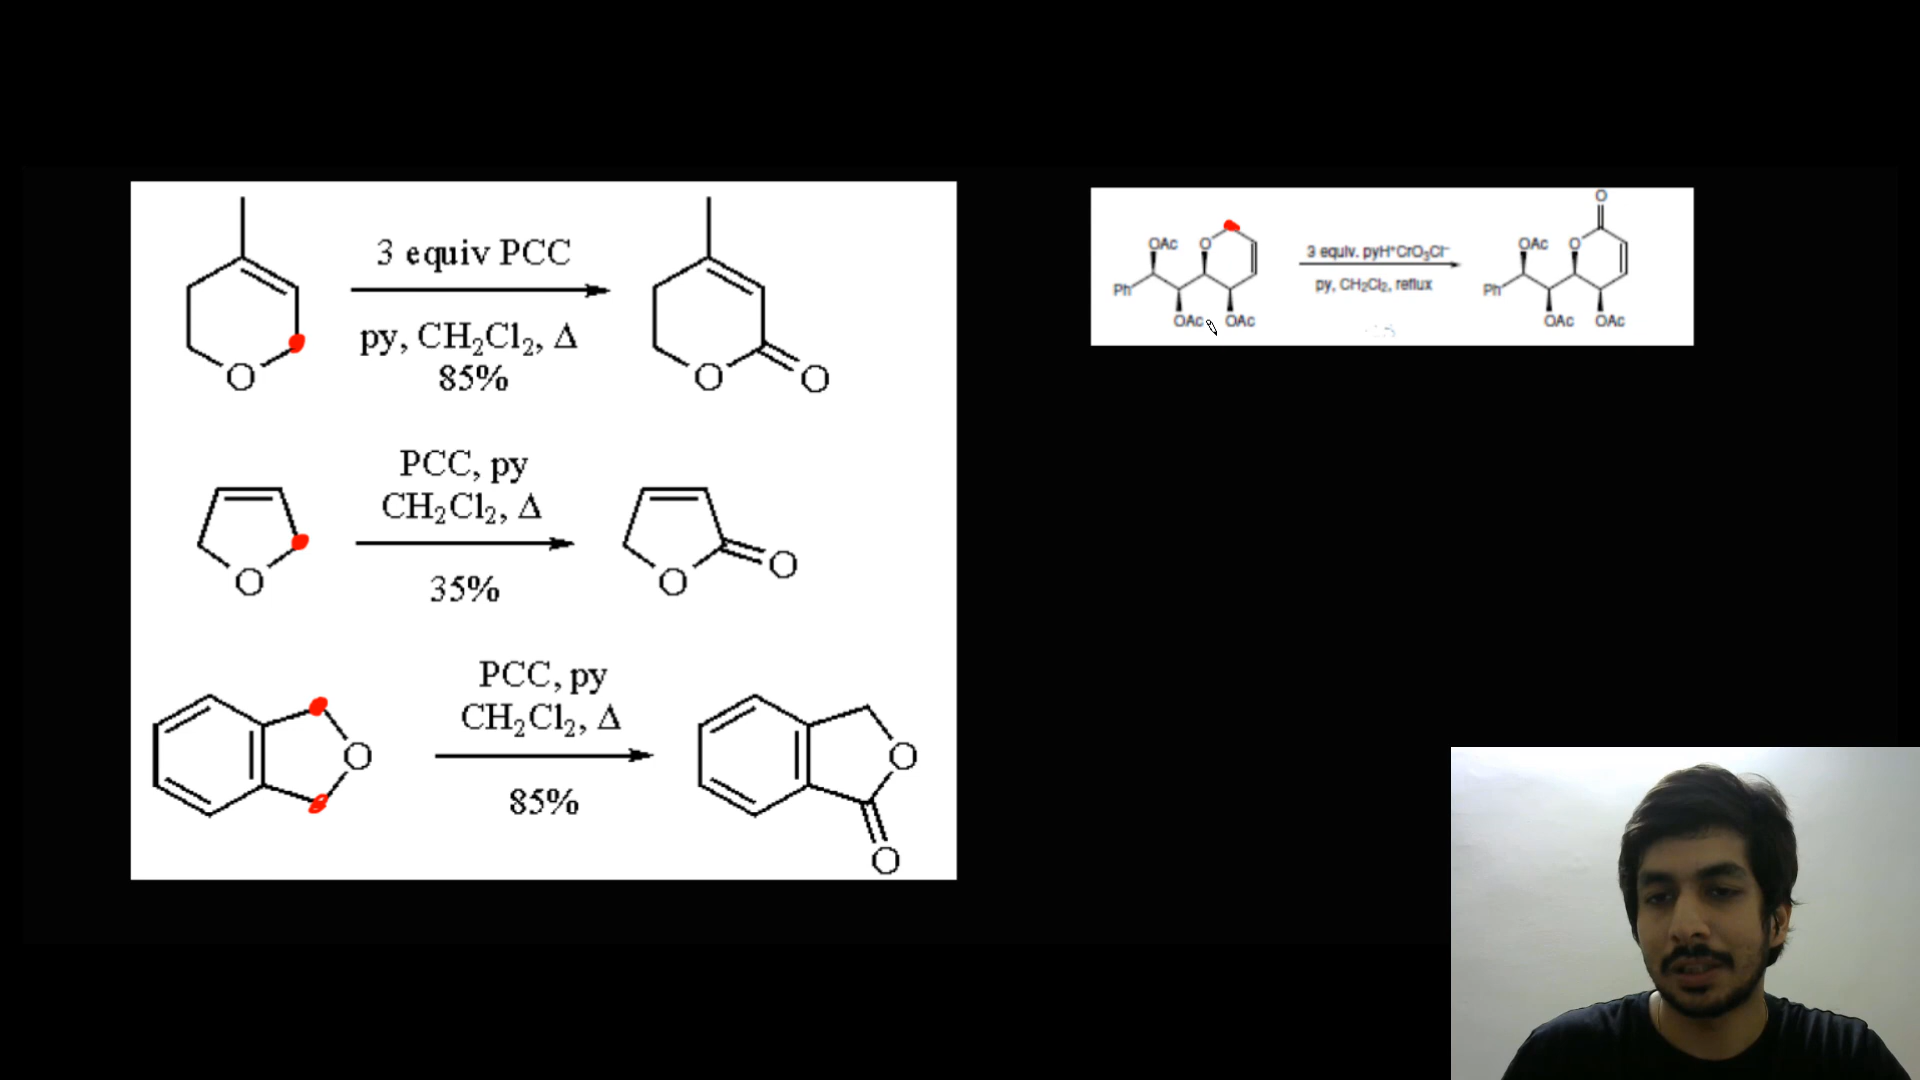 3 equiv PCC
py, CH₂Cl₂, Δ
85%
O
O
O
PCC, py
CH₂Cl₂, Δ
35%
O
O
O
PCC, py
CH₂Cl₂, Δ
85%
O
O
O
OAc
O
Ph
OAc
OAc
3 equiv. pyH⁺CrO₃Cl⁻
py, CH₂Cl₂, reflux
O
OAc
O
Ph
OAc
OAc